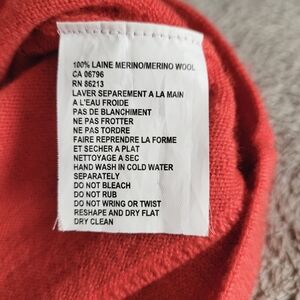 100% LAINE MERINO/MERINO WOOL
CA 06796
RN 86213
LAVER SEPAREMENT A LA MAIN
A L'EAU FROIDE
PAS DE BLANCHIMENT
NE PAS FROTTER
NE PAS TORDRE
FAIRE REPRENDRE LA FORME
ET SECHER A PLAT
NETTOYAGE A SEC
HAND WASH IN COLD WATER
SEPARATELY
DO NOT BLEACH
DO NOT RUB
DO NOT WRING OR TWIST
RESHAPE AND DRY FLAT
DRY CLEAN